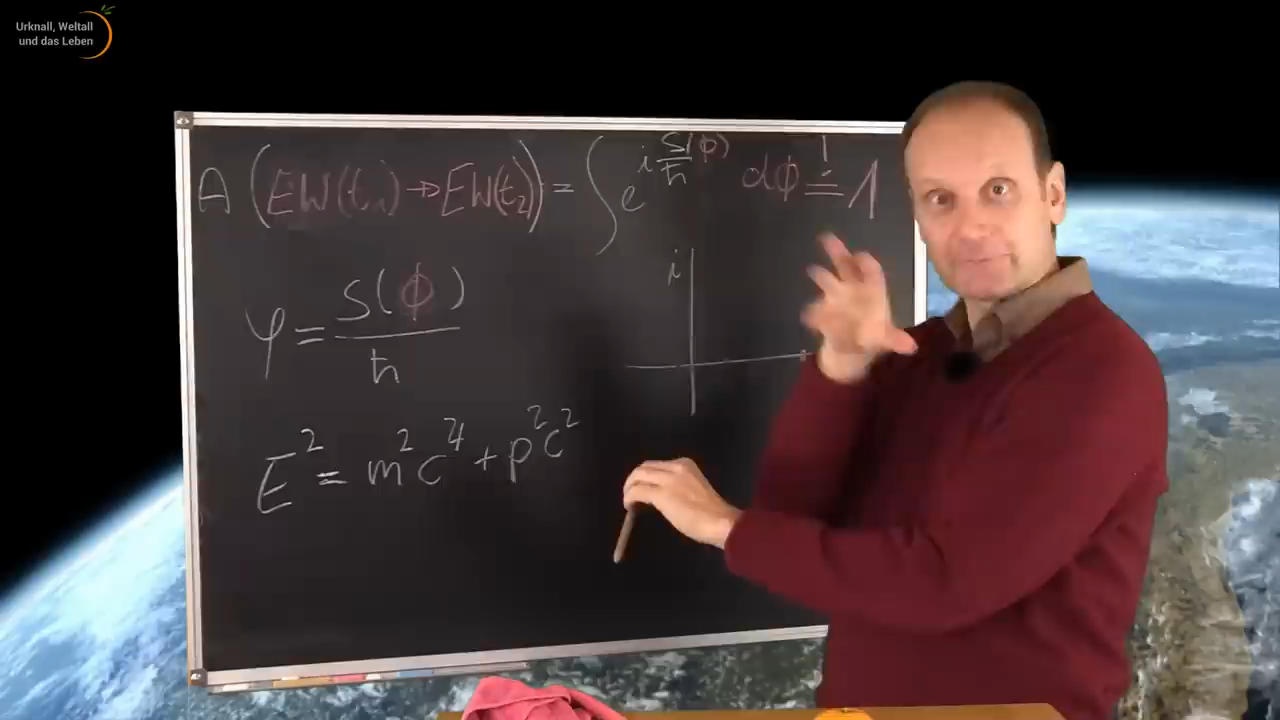 Urknall, Weltall
und das Leben
A (EW(t₁) → EW(t₂)) = ∫ e^{i S(ϕ)/ħ} dϕ =! 1
φ = S(ϕ)/ħ
i
E² = m²c⁴ + p²c²